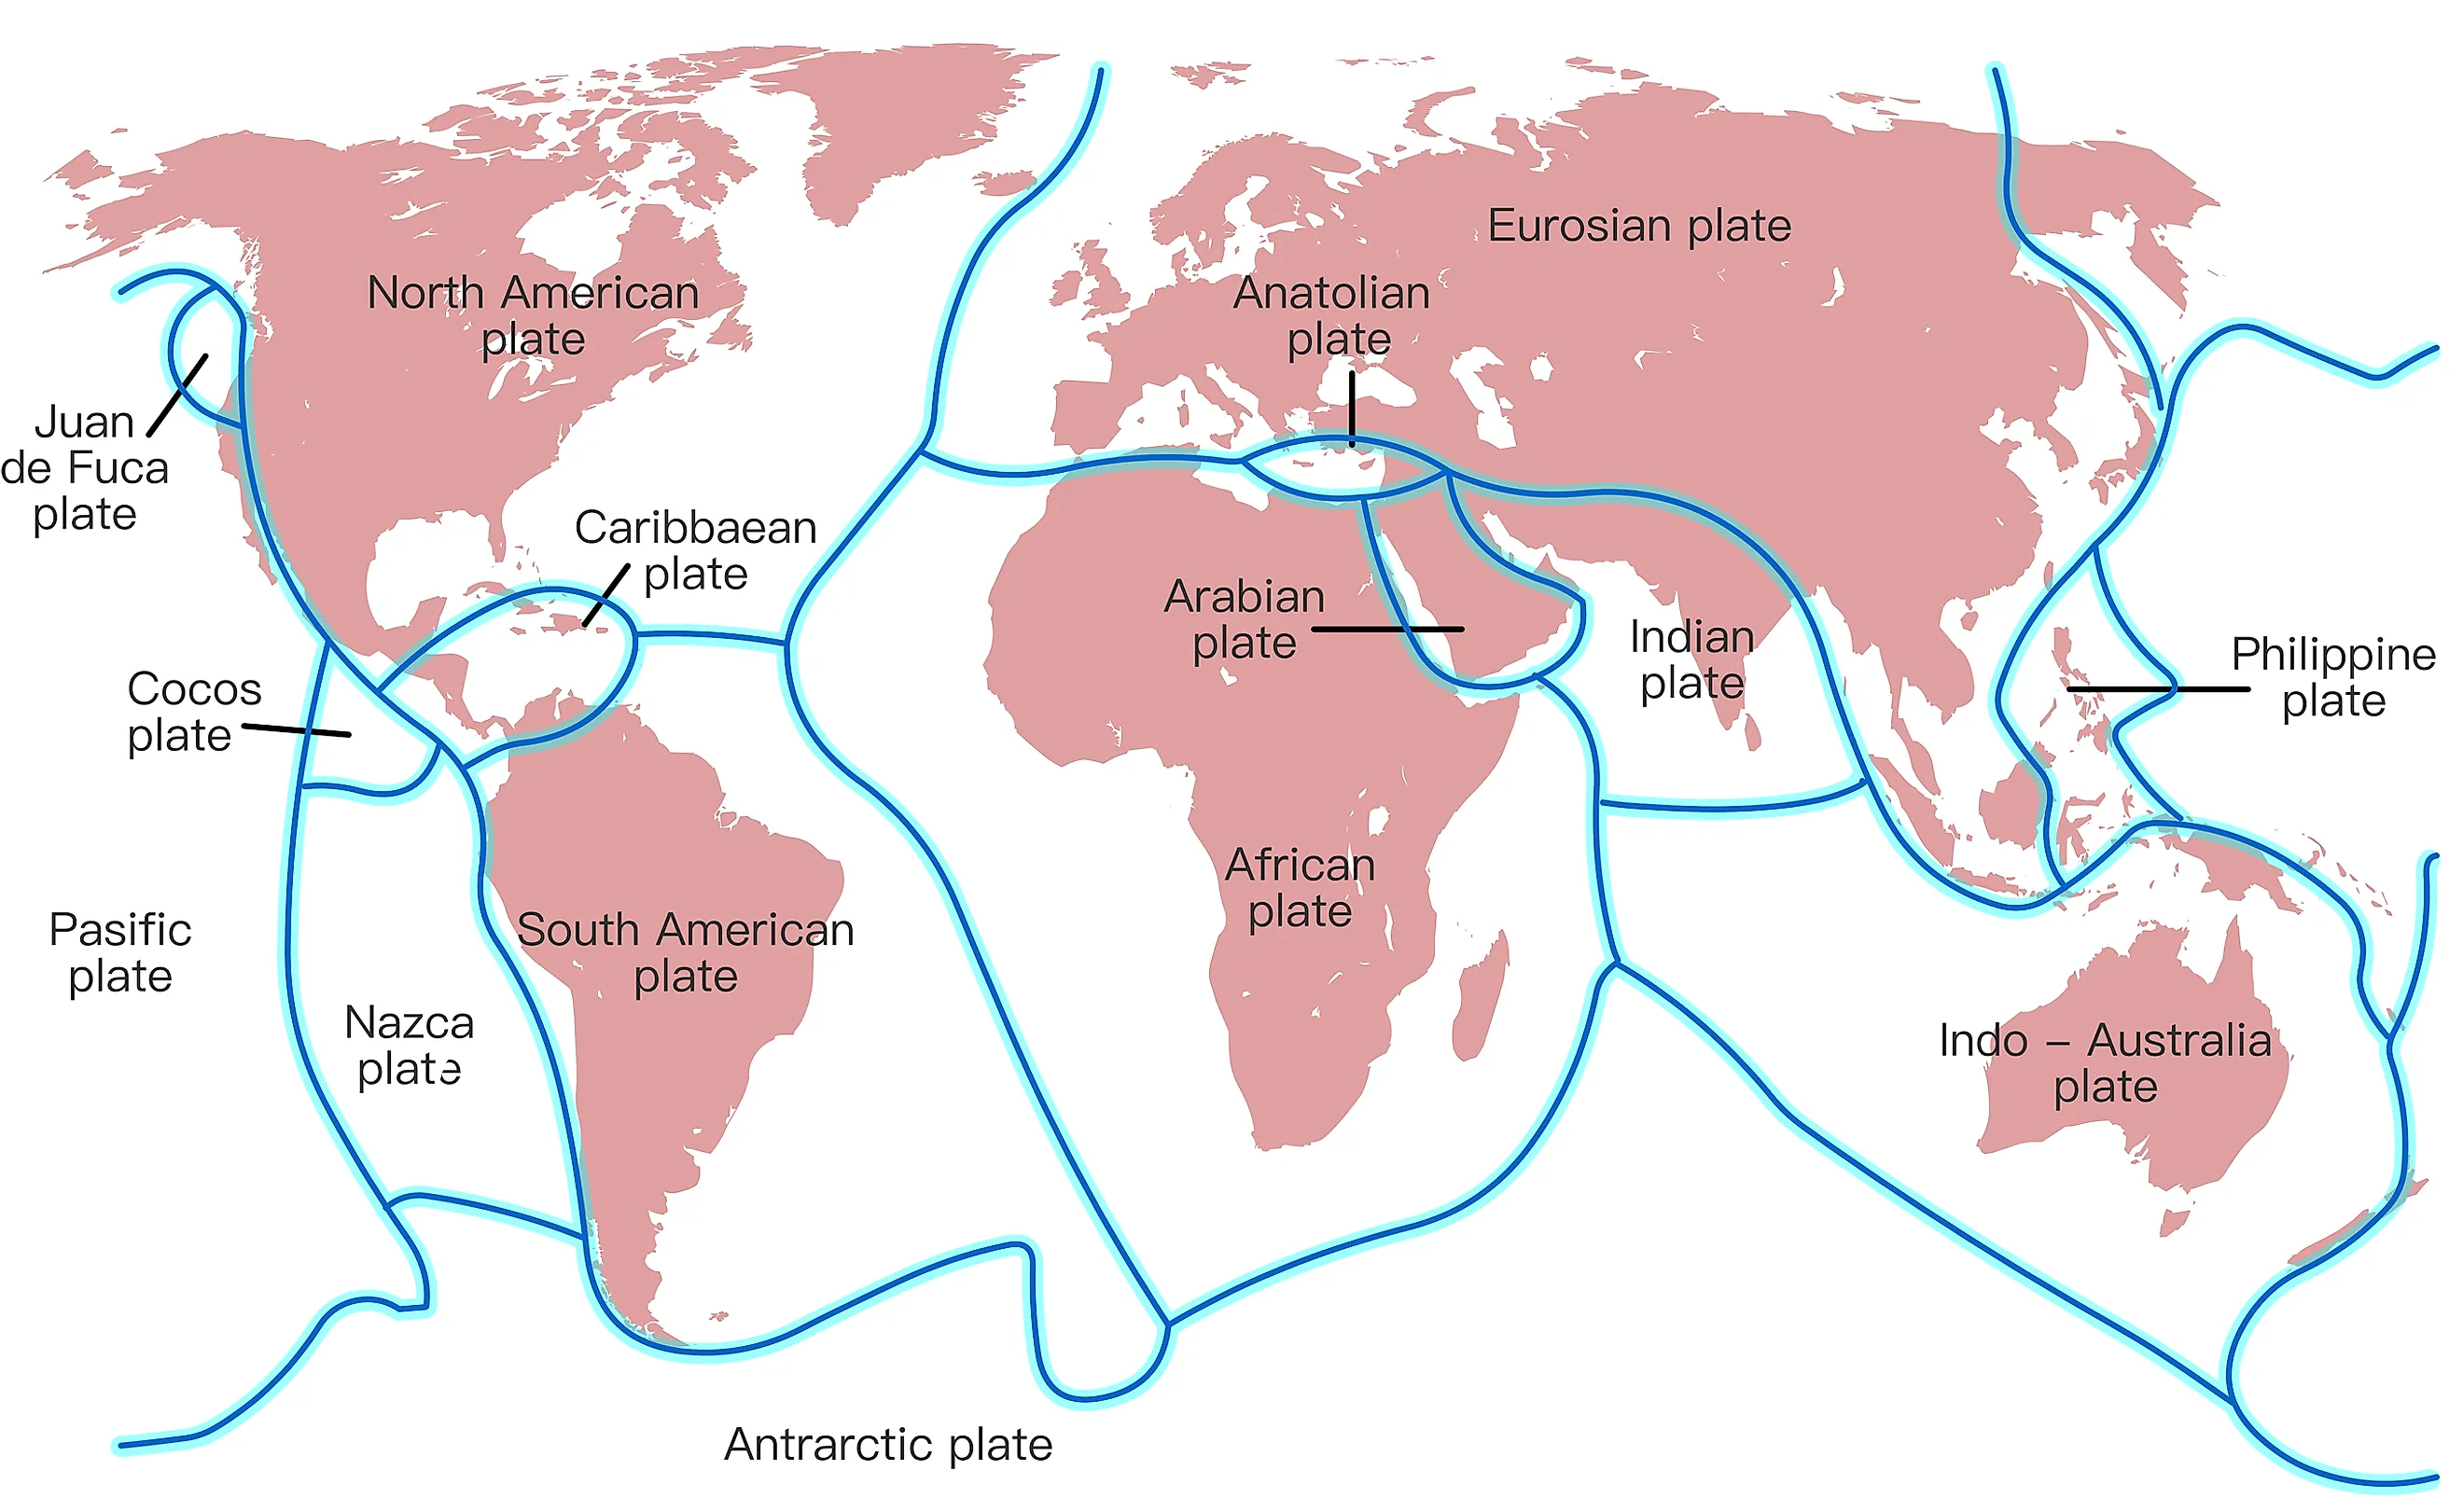 Eurosian plate
North American
plate
Anatolian
plate
Juan
de Fuca
plate
Caribbaean
plate
Arabian
plate
Indian
plate
Philippine
plate
Cocos
plate
African
plate
Pasific
plate
South American
plate
Nazca
plate
Indo – Australia
plate
Antrarctic plate